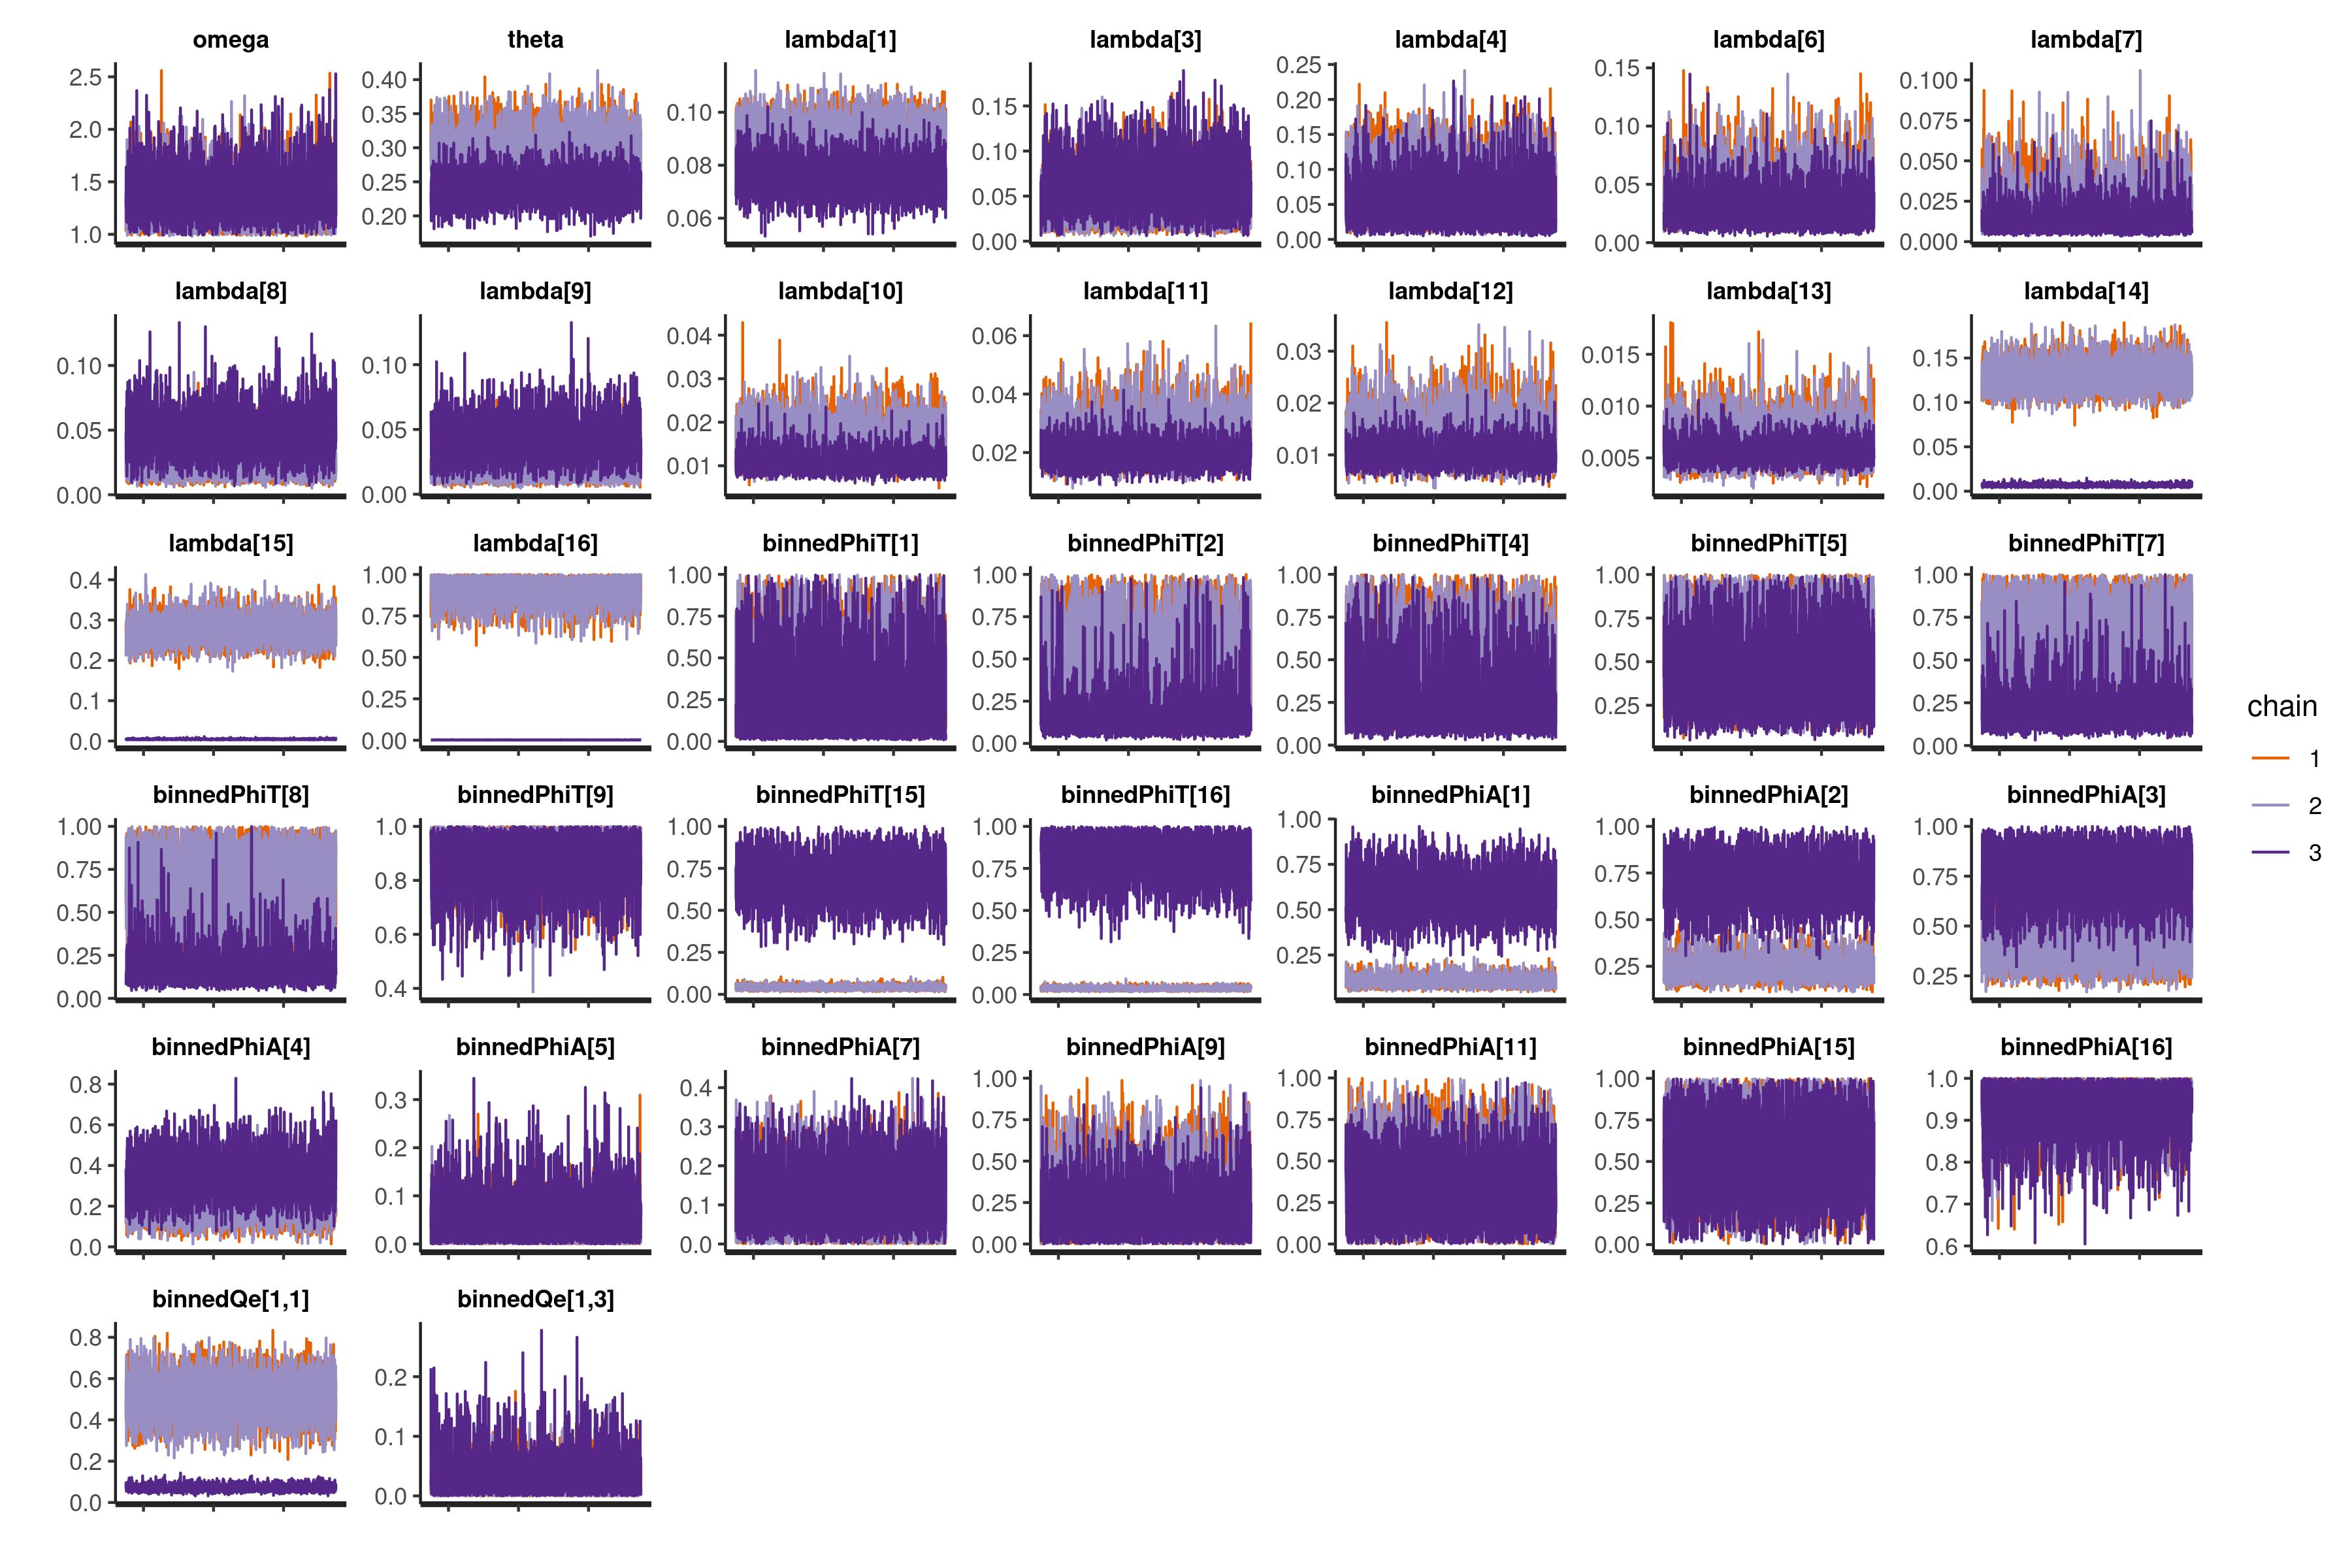 omega theta lambda[1] lambda[3] lambda[4] lambda[6] lambda[7]
2.5 2.0 1.5 1.0
0.40 0.35 0.30 0.25 0.20
0.10 0.08 0.06
0.15 0.10 0.05 0.00
0.25 0.20 0.15 0.10 0.05 0.00
0.15 0.10 0.05 0.00
0.100 0.075 0.050 0.025 0.000
lambda[8] lambda[9] lambda[10] lambda[11] lambda[12] lambda[13] lambda[14]
0.10 0.05 0.00
0.10 0.05 0.00
0.04 0.03 0.02 0.01
0.06 0.04 0.02
0.03 0.02 0.01
0.015 0.010 0.005
0.15 0.10 0.05 0.00
lambda[15] lambda[16] binnedPhiT[1] binnedPhiT[2] binnedPhiT[4] binnedPhiT[5] binnedPhiT[7]
0.4 0.3 0.2 0.1 0.0
1.00 0.75 0.50 0.25 0.00
1.00 0.75 0.50 0.25 0.00
1.00 0.75 0.50 0.25 0.00
1.00 0.75 0.50 0.25 0.00
1.00 0.75 0.50 0.25
1.00 0.75 0.50 0.25 0.00
binnedPhiT[8] binnedPhiT[9] binnedPhiT[15] binnedPhiT[16] binnedPhiA[1] binnedPhiA[2] binnedPhiA[3]
1.00 0.75 0.50 0.25 0.00
1.0 0.8 0.6 0.4
1.00 0.75 0.50 0.25 0.00
1.00 0.75 0.50 0.25 0.00
1.00 0.75 0.50 0.25
1.00 0.75 0.50 0.25
1.00 0.75 0.50 0.25
binnedPhiA[4] binnedPhiA[5] binnedPhiA[7] binnedPhiA[9] binnedPhiA[11] binnedPhiA[15] binnedPhiA[16]
0.8 0.6 0.4 0.2 0.0
0.3 0.2 0.1 0.0
0.4 0.3 0.2 0.1 0.0
1.00 0.75 0.50 0.25 0.00
1.00 0.75 0.50 0.25 0.00
1.00 0.75 0.50 0.25 0.00
1.0 0.9 0.8 0.7 0.6
binnedQe[1,1] binnedQe[1,3]
0.8 0.6 0.4 0.2 0.0
0.2 0.1 0.0
chain
1
2
3